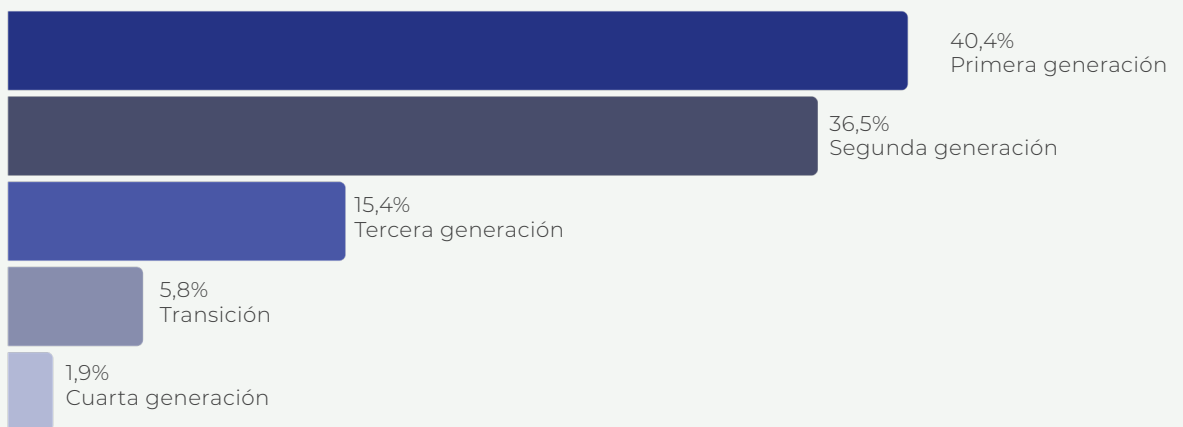 40,4%
Primera generación
36,5%
Segunda generación
15,4%
Tercera generación
5,8%
Transición
1,9%
Cuarta generación